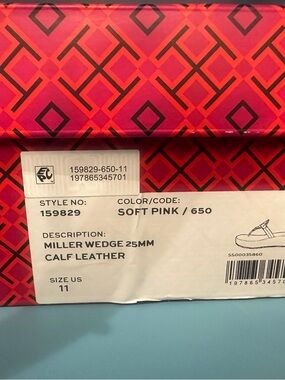 159829-650-11
197865345701
STYLE NO:
159829
COLOR/CODE:
SOFT PINK / 650
DESCRIPTION:
MILLER WEDGE 25MM
CALF LEATHER
SIZE US
11
5500035860